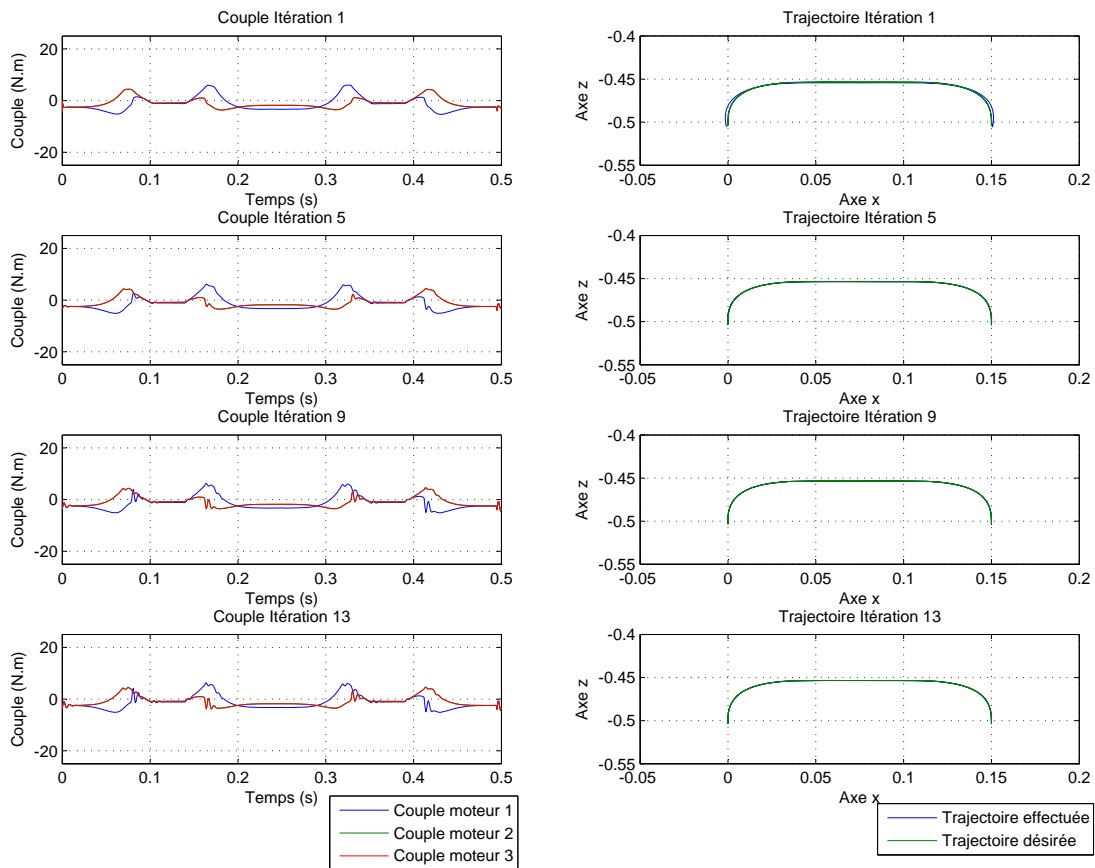 Couple Itération 1
Couple (N.m)
20
0
-20
0 0.1 0.2 0.3 0.4 0.5
Temps (s)
Trajectoire Itération 1
Axe z
-0.4
-0.45
-0.5
-0.55
-0.05 0 0.05 0.1 0.15 0.2
Axe x
Couple Itération 5
Couple (N.m)
20
0
-20
0 0.1 0.2 0.3 0.4 0.5
Temps (s)
Trajectoire Itération 5
Axe z
-0.4
-0.45
-0.5
-0.55
-0.05 0 0.05 0.1 0.15 0.2
Axe x
Couple Itération 9
Couple (N.m)
20
0
-20
0 0.1 0.2 0.3 0.4 0.5
Temps (s)
Trajectoire Itération 9
Axe z
-0.4
-0.45
-0.5
-0.55
-0.05 0 0.05 0.1 0.15 0.2
Axe x
Couple Itération 13
Couple (N.m)
20
0
-20
0 0.1 0.2 0.3 0.4 0.5
Temps (s)
Trajectoire Itération 13
Axe z
-0.4
-0.45
-0.5
-0.55
-0.05 0 0.05 0.1 0.15 0.2
Axe x
Couple moteur 1
Couple moteur 2
Couple moteur 3
Trajectoire effectuée
Trajectoire désirée